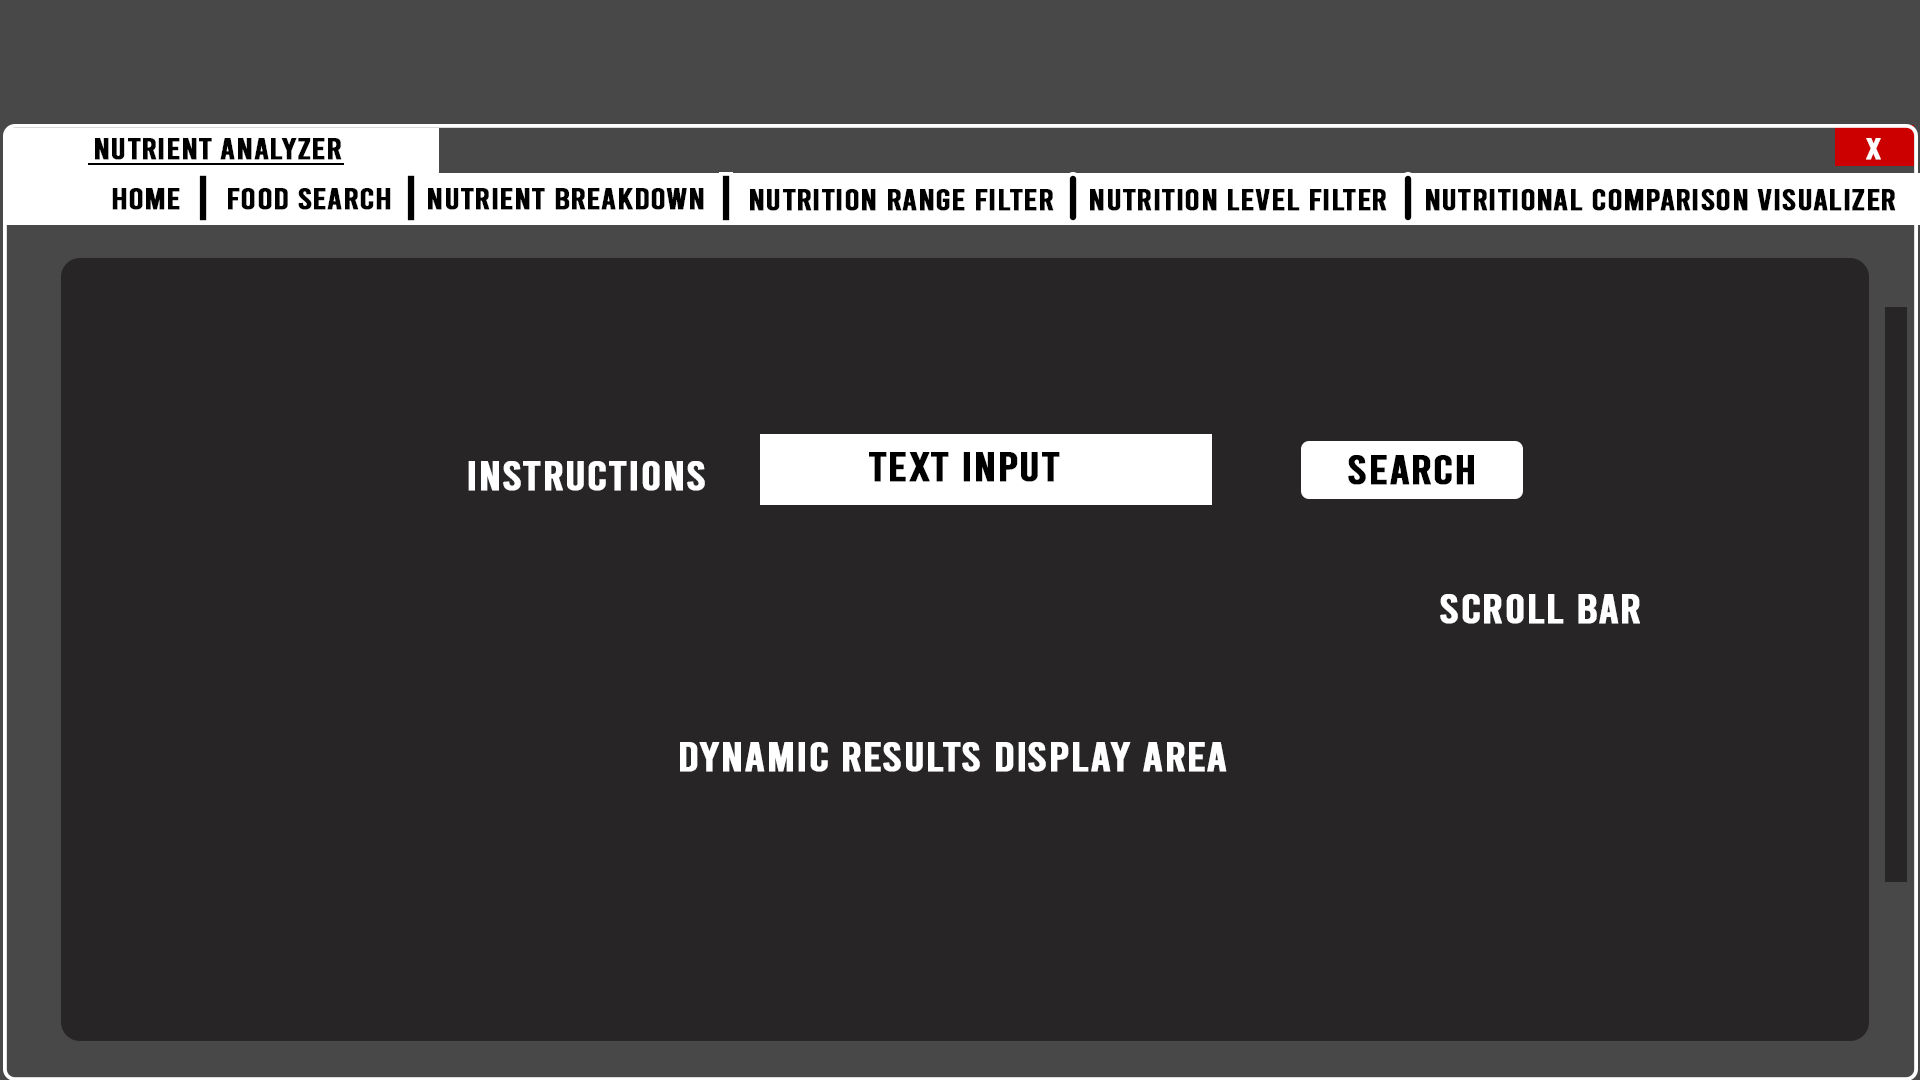 NUTRIENT ANALYZER
X
HOME | FOOD SEARCH | NUTRIENT BREAKDOWN | NUTRITION RANGE FILTER | NUTRITION LEVEL FILTER | NUTRITIONAL COMPARISON VISUALIZER
INSTRUCTIONS
TEXT INPUT
SEARCH
SCROLL BAR
DYNAMIC RESULTS DISPLAY AREA